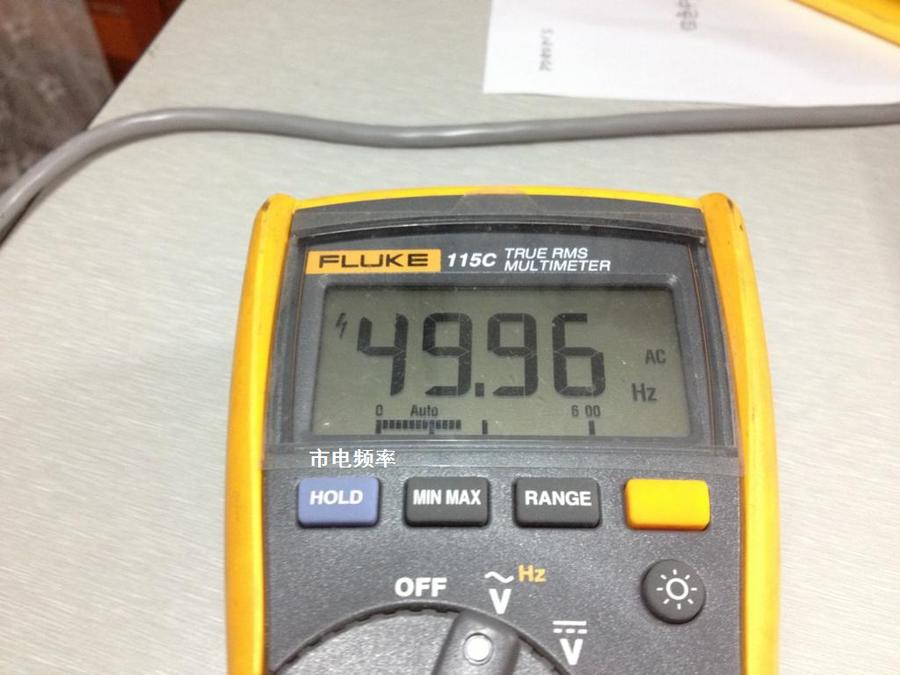 FLUKE 115C TRUE RMS
MULTIMETER
49.96
AC
Hz
0 Auto 6 00
市电频率
HOLD MIN MAX RANGE
OFF V Hz
V